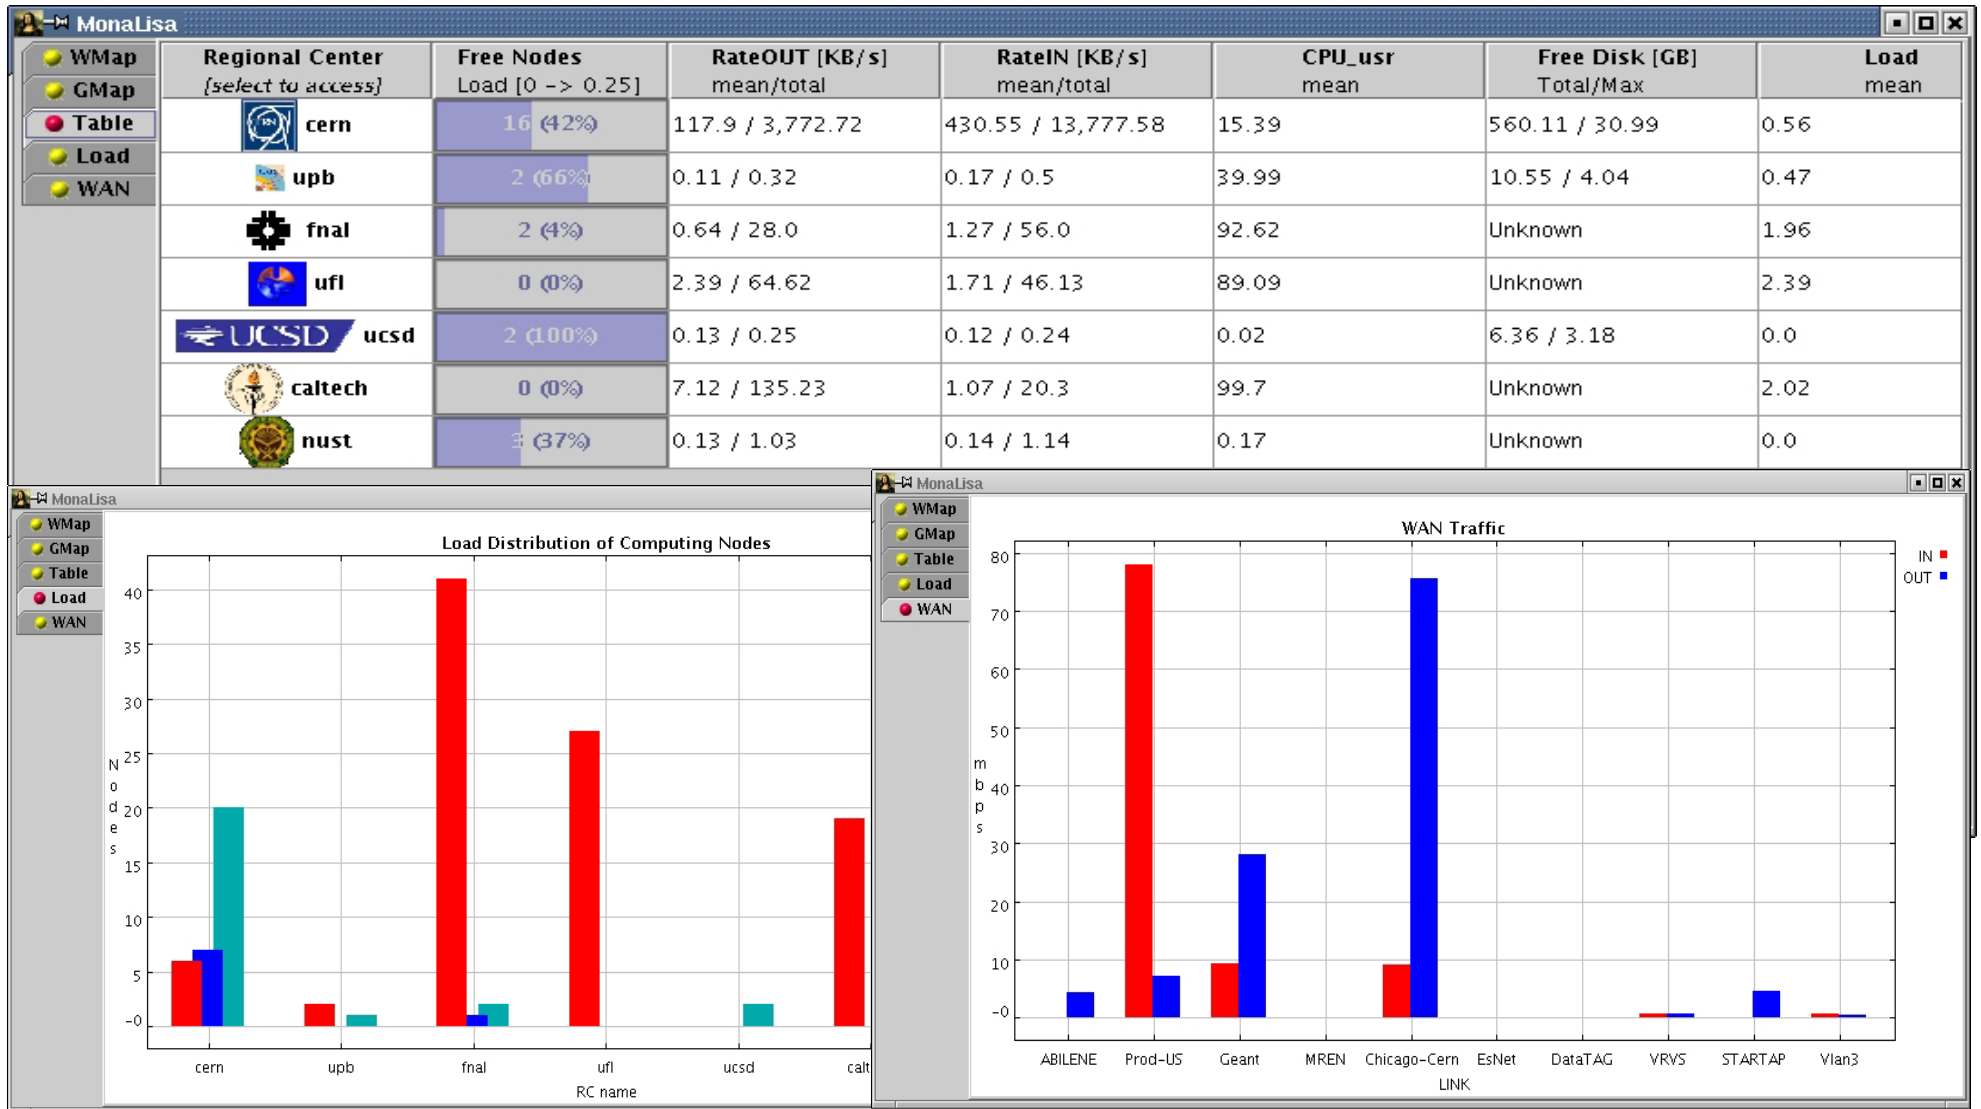 MonaLisa
WMap
GMap
Table
Load
WAN
Regional Center Free Nodes RateOUT [KB/s] RateIN [KB/s] CPU_usr Free Disk [GB] Load
[select to access] Load [0 -> 0.25] mean/total mean/total mean Total/Max mean
cern 16 (42%) 117.9 / 3,772.72 430.55 / 13,777.58 15.39 560.11 / 30.99 0.56
upb 2 (66%) 0.11 / 0.32 0.17 / 0.5 39.99 10.55 / 4.04 0.47
fnal 2 (4%) 0.64 / 28.0 1.27 / 56.0 92.62 Unknown 1.96
ufl 0 (0%) 2.39 / 64.62 1.71 / 46.13 89.09 Unknown 2.39
UCSD ucsd 2 (100%) 0.13 / 0.25 0.12 / 0.24 0.02 6.36 / 3.18 0.0
caltech 0 (0%) 7.12 / 135.23 1.07 / 20.3 99.7 Unknown 2.02
nust 3 (37%) 0.13 / 1.03 0.14 / 1.14 0.17 Unknown 0.0
MonaLisa
WMap
GMap
Table
Load
WAN
Load Distribution of Computing Nodes
40
35
30
25
20
15
10
5
-0
Nodes
cern upb fnal ufl ucsd calt
RC name
MonaLisa
WMap
GMap
Table
Load
WAN
WAN Traffic
IN
OUT
80
70
60
50
40
30
20
10
-0
mbps
ABILENE Prod-US Geant MREN Chicago-Cern EsNet DataTAG VRVS STARTAP Vlan3
LINK